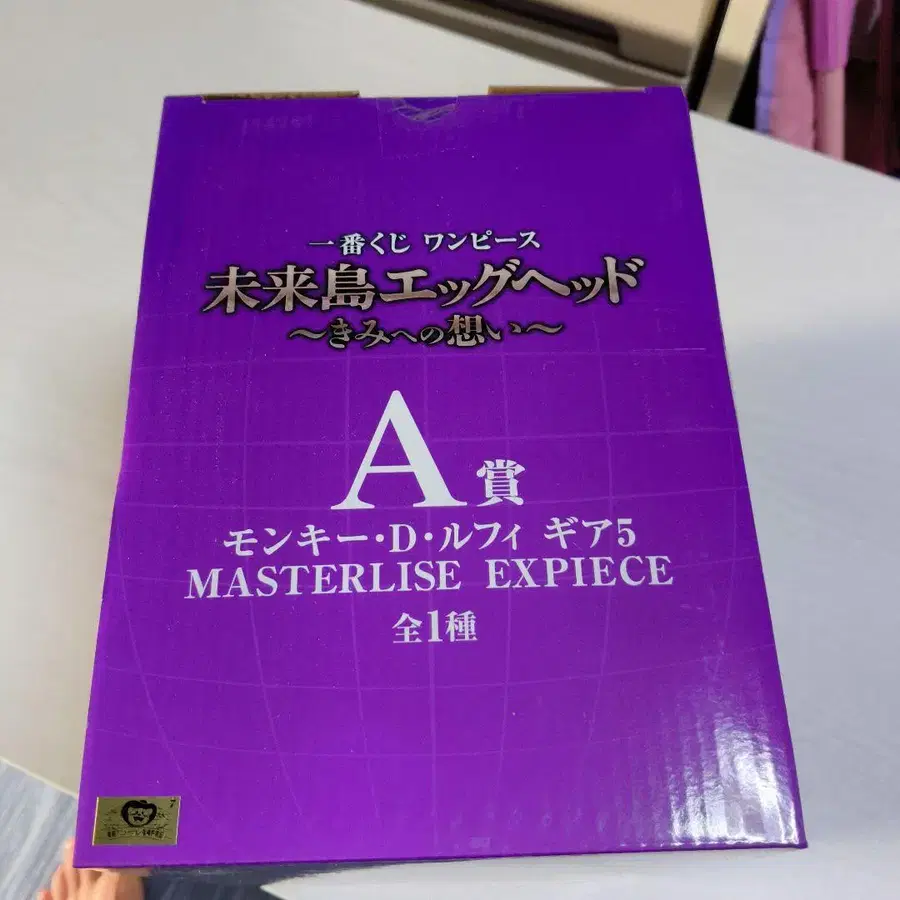 一番くじ ワンピース
未来島エッグヘッド
～きみへの想い～
A賞
モンキー・D・ルフィ ギア5
MASTERLISE EXPIECE
全1種